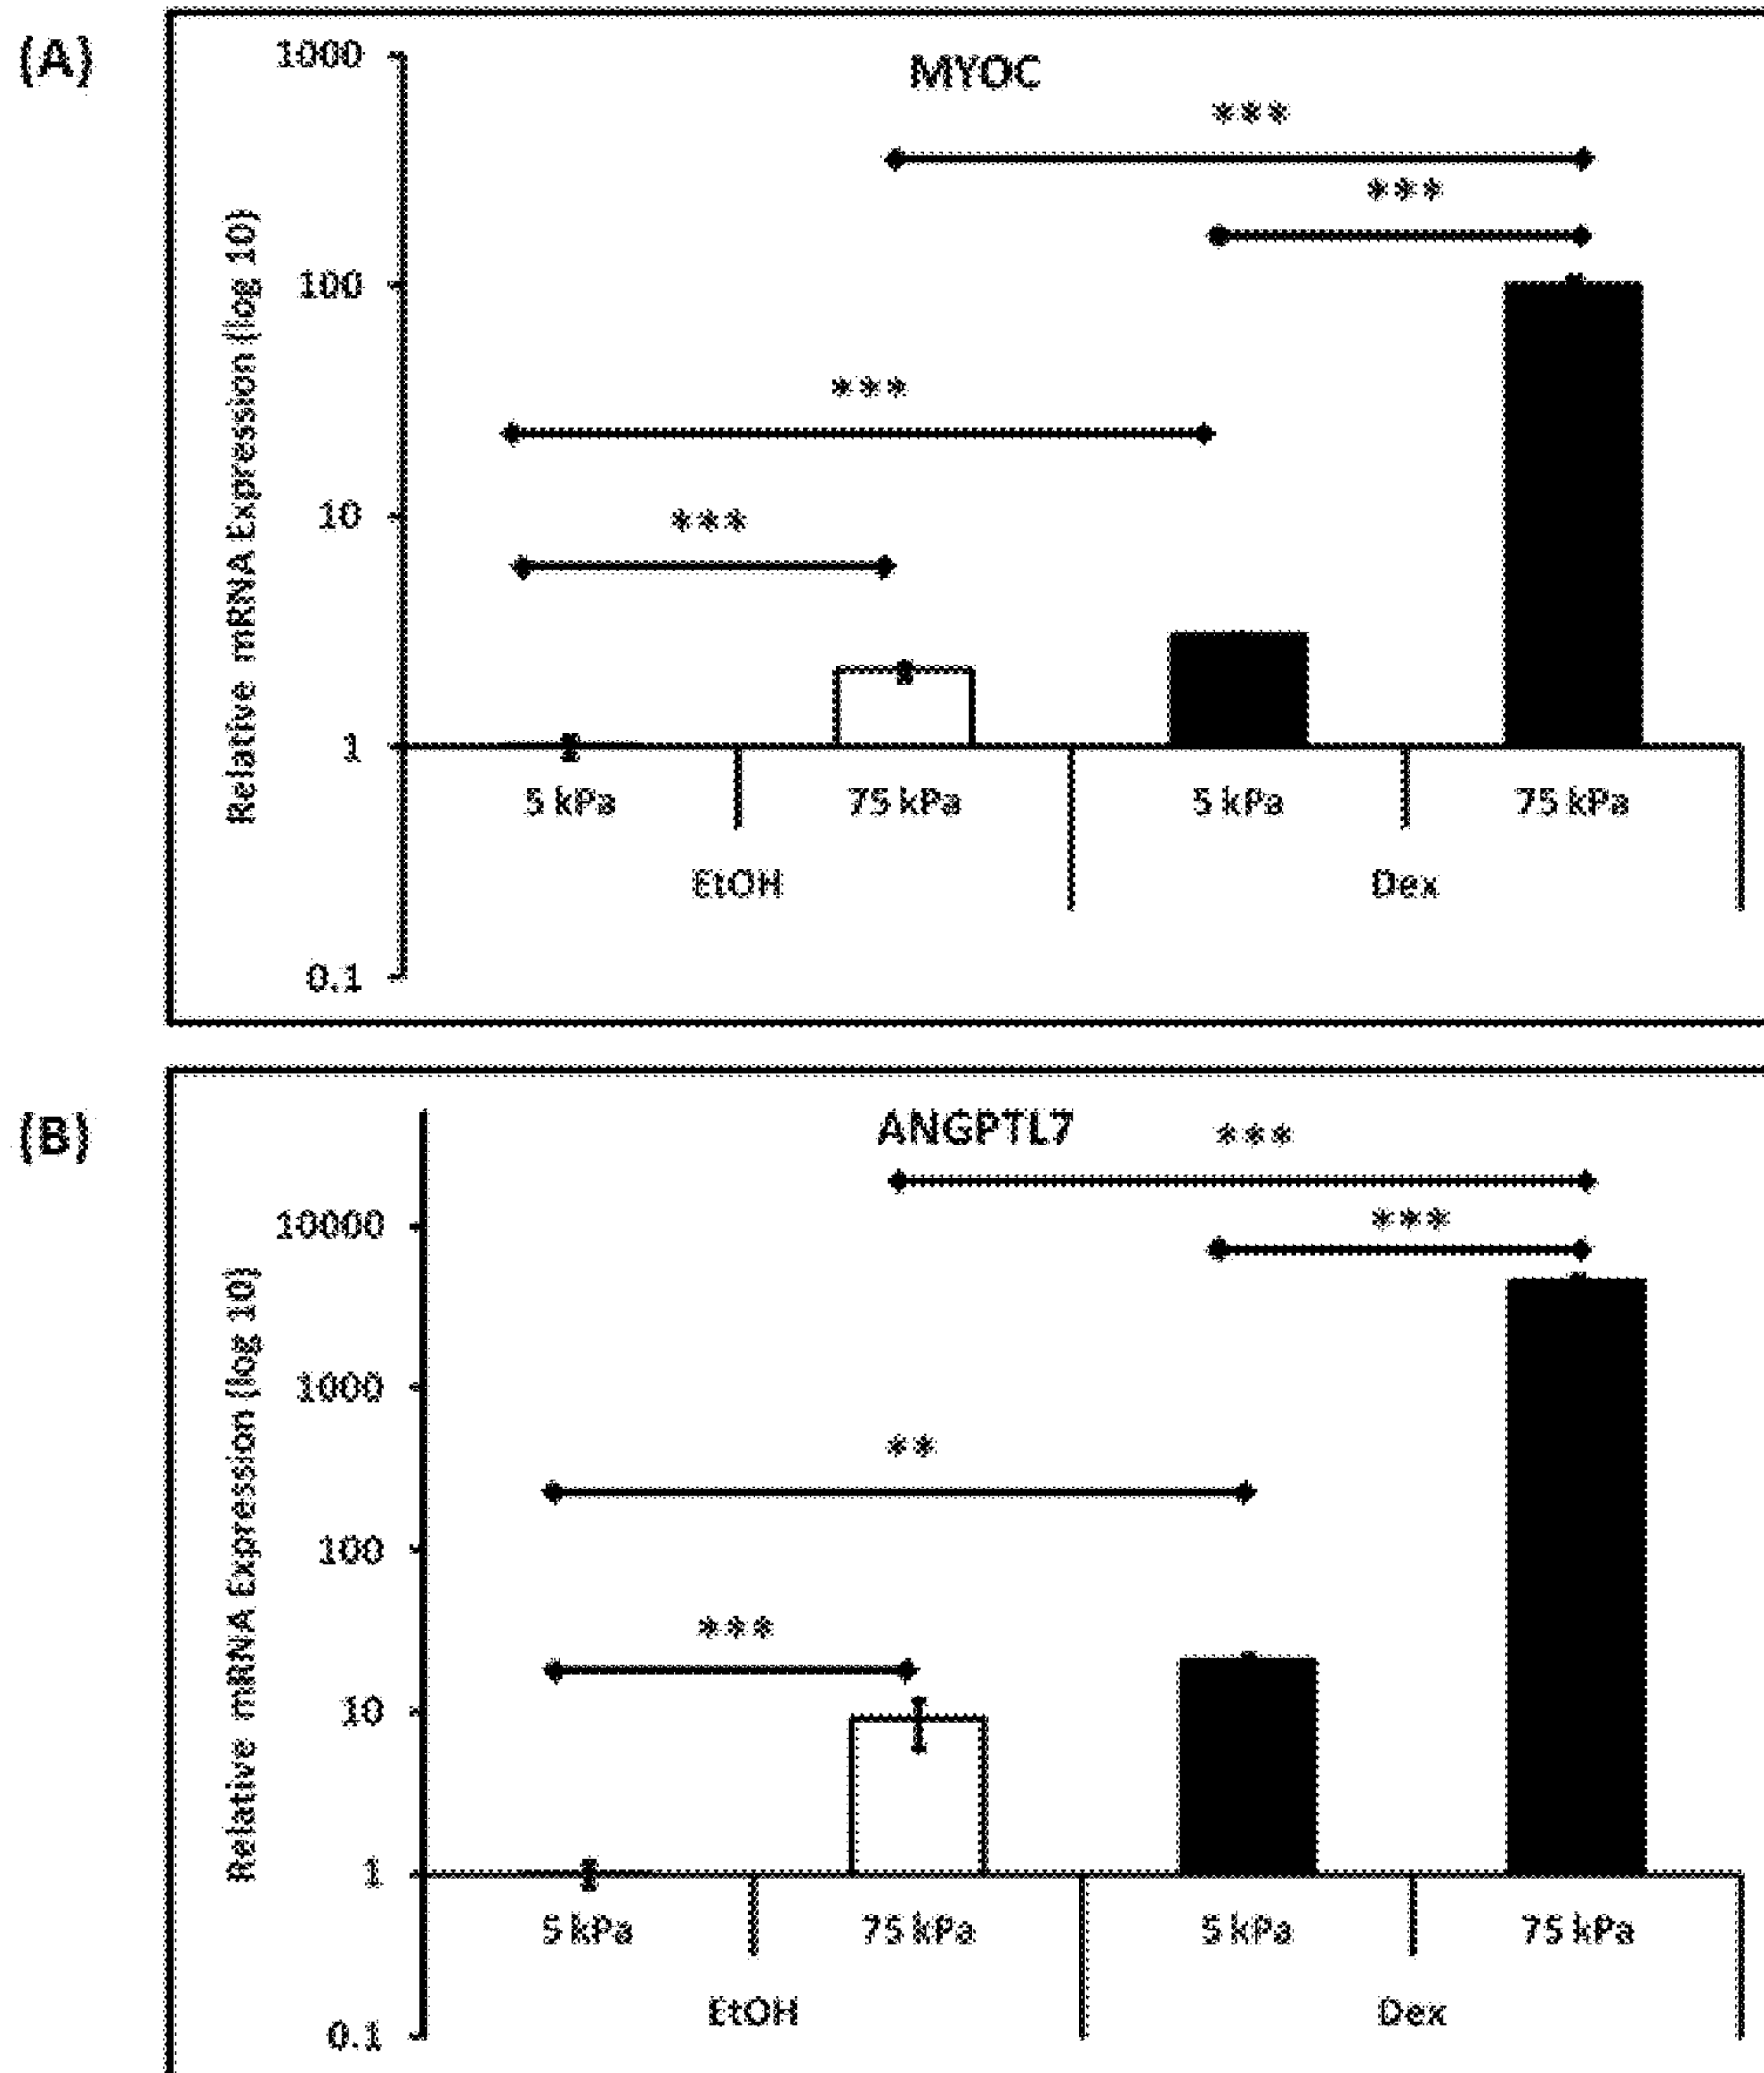 (A)
MYOC
Relative mRNA Expression (log 10)
1000
100
10
1
0.1
***
***
***
***
5 kPa 75 kPa 5 kPa 75 kPa
EtOH Dex
(B)
ANGPTL7
Relative mRNA Expression (log 10)
10000
1000
100
10
1
0.1
***
***
**
***
5 kPa 75 kPa 5 kPa 75 kPa
EtOH Dex